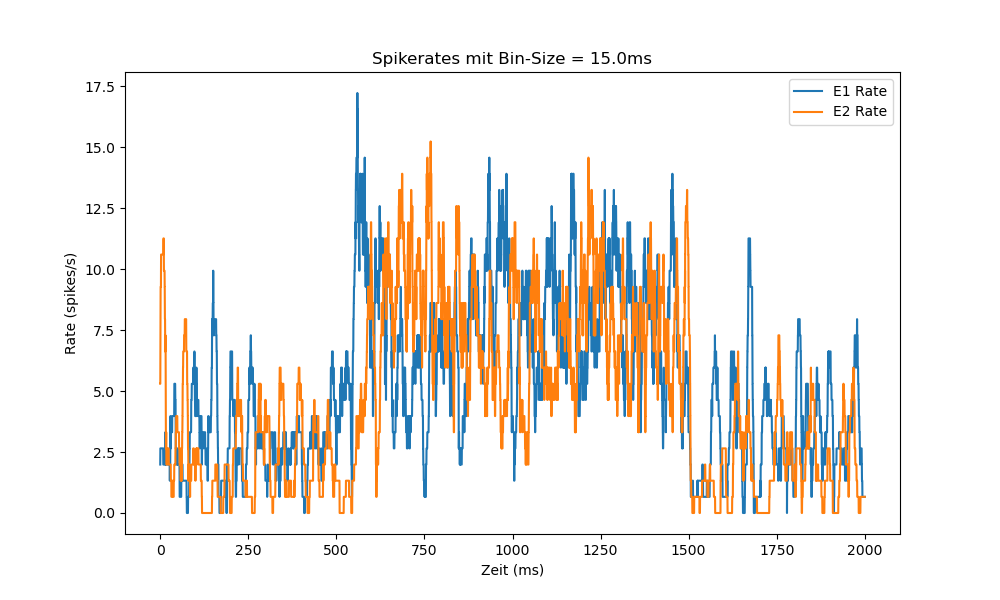 Spikerates mit Bin-Size = 15.0ms
E1 Rate
E2 Rate
Rate (spikes/s)
17.5
15.0
12.5
10.0
7.5
5.0
2.5
0.0
0 250 500 750 1000 1250 1500 1750 2000
Zeit (ms)